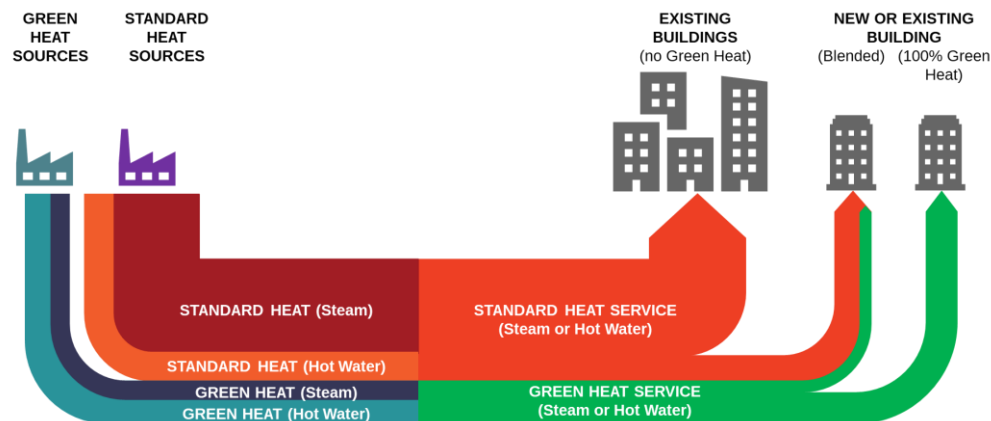 GREEN
HEAT
SOURCES
STANDARD
HEAT
SOURCES
EXISTING
BUILDINGS
(no Green Heat)
NEW OR EXISTING
BUILDING
(Blended)
(100% Green
Heat)
STANDARD HEAT (Steam)
STANDARD HEAT (Hot Water)
GREEN HEAT (Steam)
GREEN HEAT (Hot Water)
STANDARD HEAT SERVICE
(Steam or Hot Water)
GREEN HEAT SERVICE
(Steam or Hot Water)